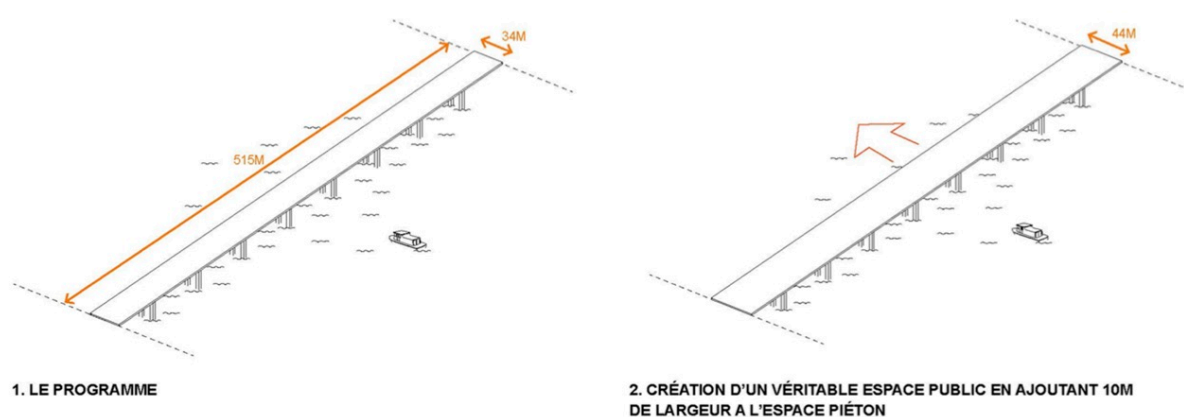 34M
515M
1. LE PROGRAMME
44M
2. CRÉATION D'UN VÉRITABLE ESPACE PUBLIC EN AJOUTANT 10M
DE LARGEUR A L'ESPACE PIÉTON